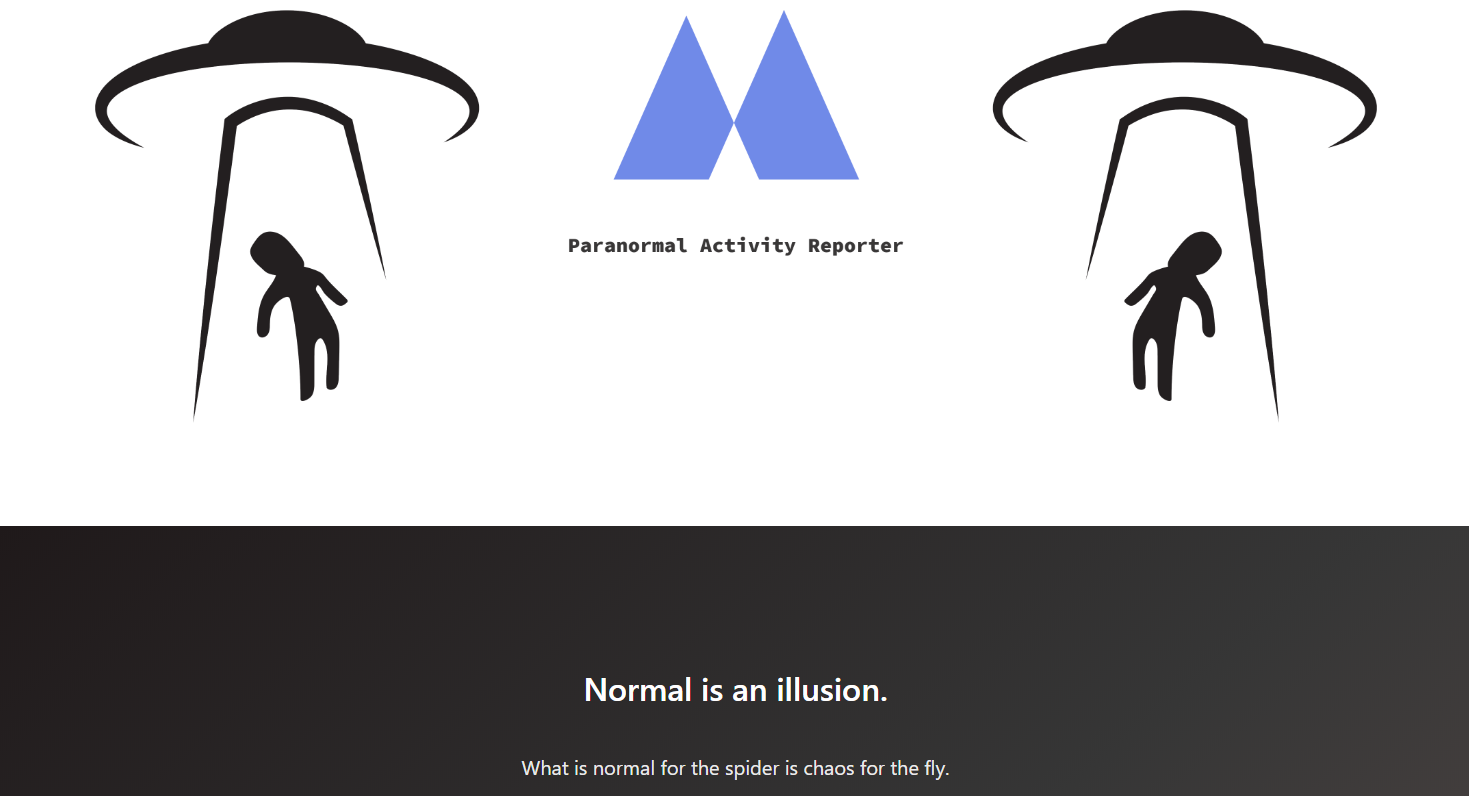 Paranormal Activity Reporter
Normal is an illusion.
What is normal for the spider is chaos for the fly.